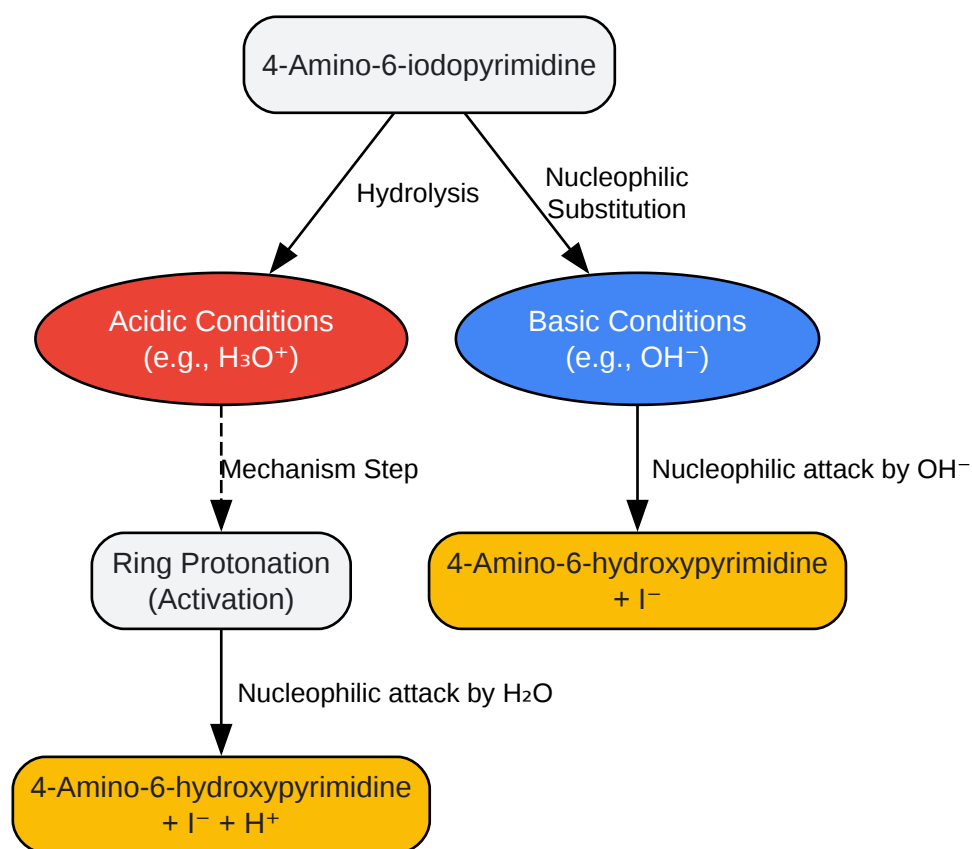 4-Amino-6-iodopyrimidine
Hydrolysis
Nucleophilic
Substitution
Acidic Conditions
(e.g., H₃O⁺)
Basic Conditions
(e.g., OH⁻)
Mechanism Step
Nucleophilic attack by OH⁻
Ring Protonation
(Activation)
4-Amino-6-hydroxypyrimidine
+ I⁻
Nucleophilic attack by H₂O
4-Amino-6-hydroxypyrimidine
+ I⁻ + H⁺